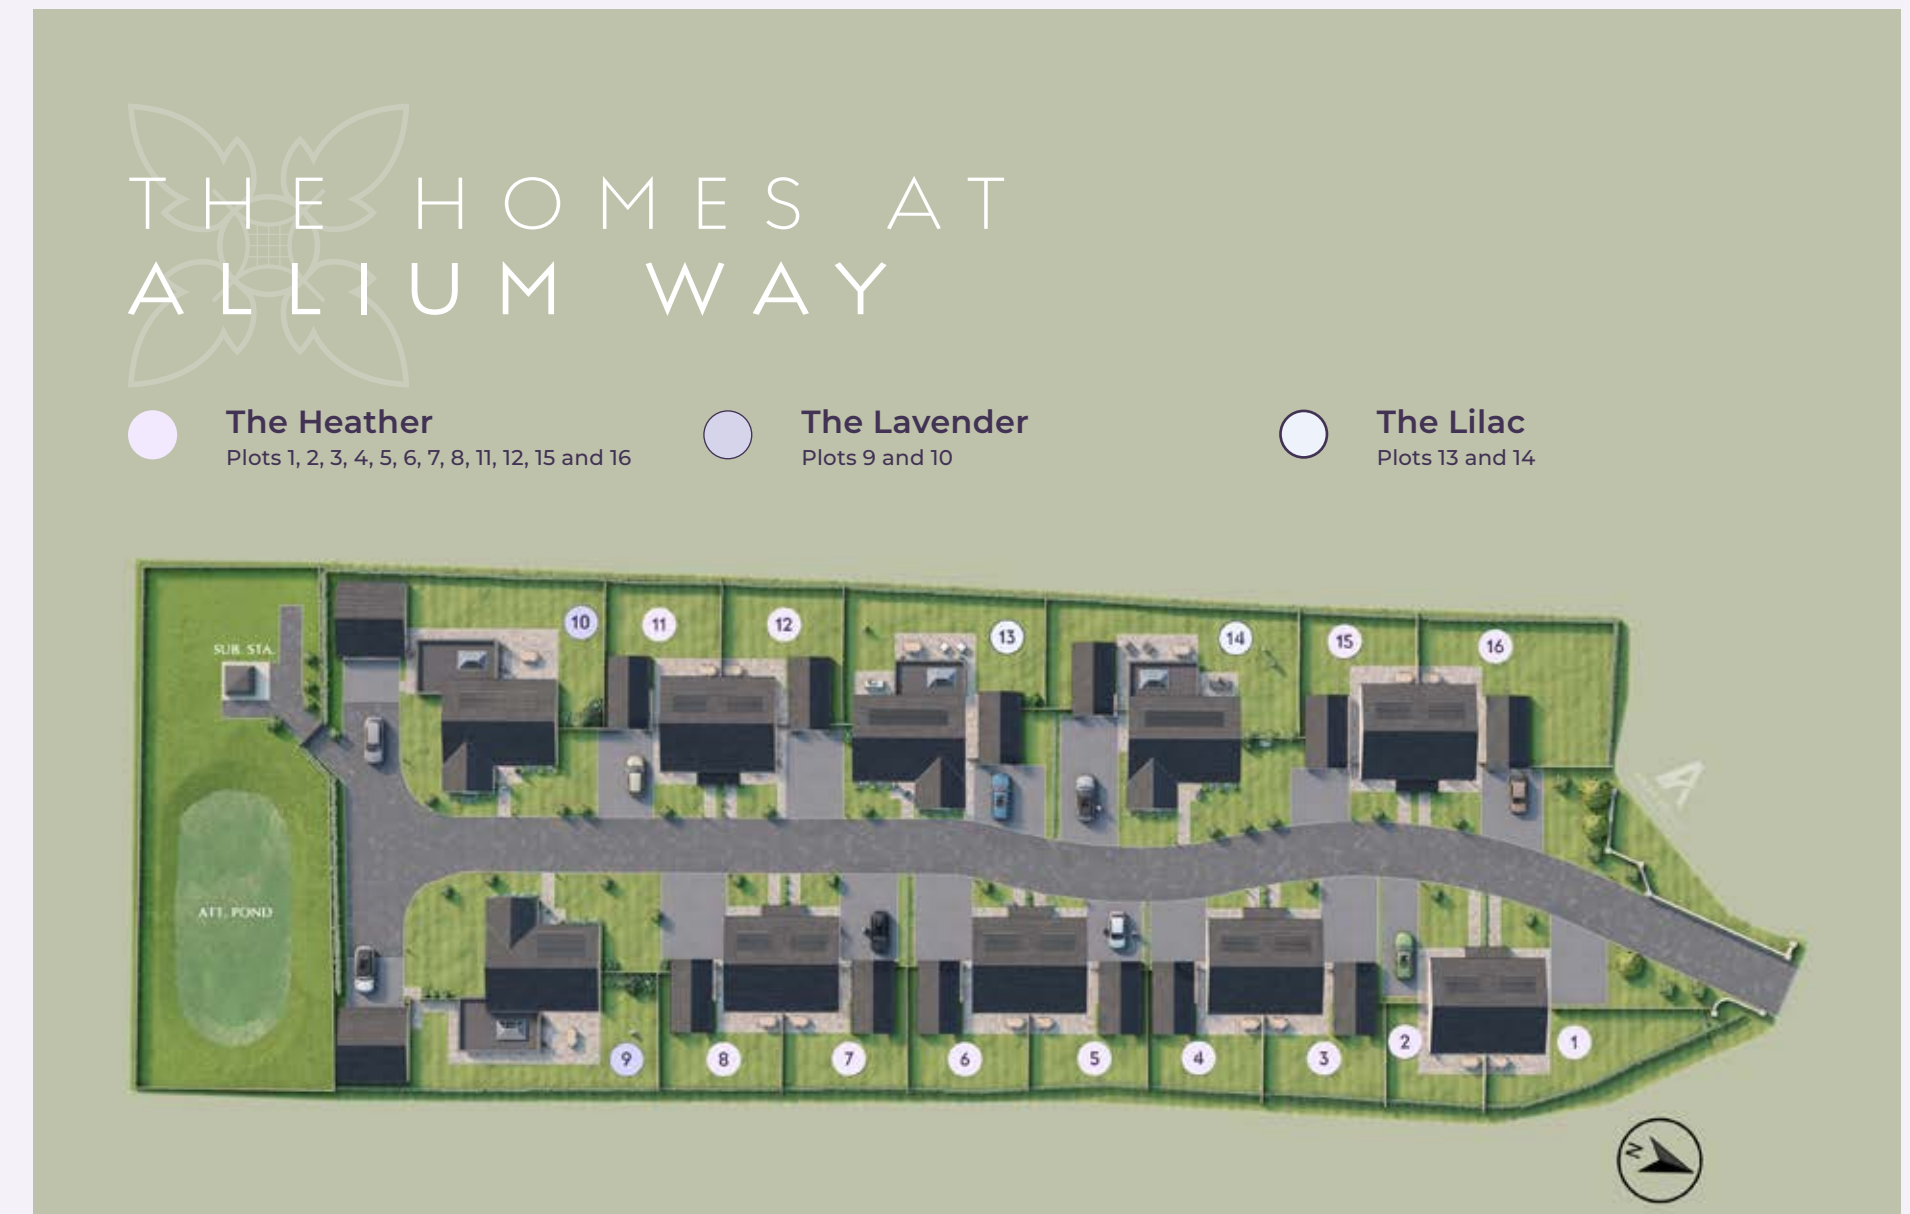 THE HOMES AT
ALLIUM WAY
The Heather
Plots 1, 2, 3, 4, 5, 6, 7, 8, 11, 12, 15 and 16
The Lavender
Plots 9 and 10
The Lilac
Plots 13 and 14
10
11
12
13
14
15
16
SUB. STA.
ATT. POND
9
8
7
6
5
4
3
2
1
N